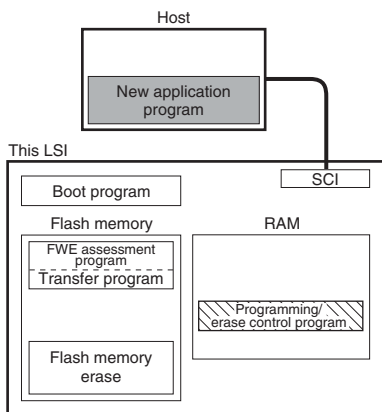 Host
New application
program
This LSI
SCI
Boot program
Flash memory
RAM
FWE assessment
program
Transfer program
Programming/
erase control program
Flash memory
erase